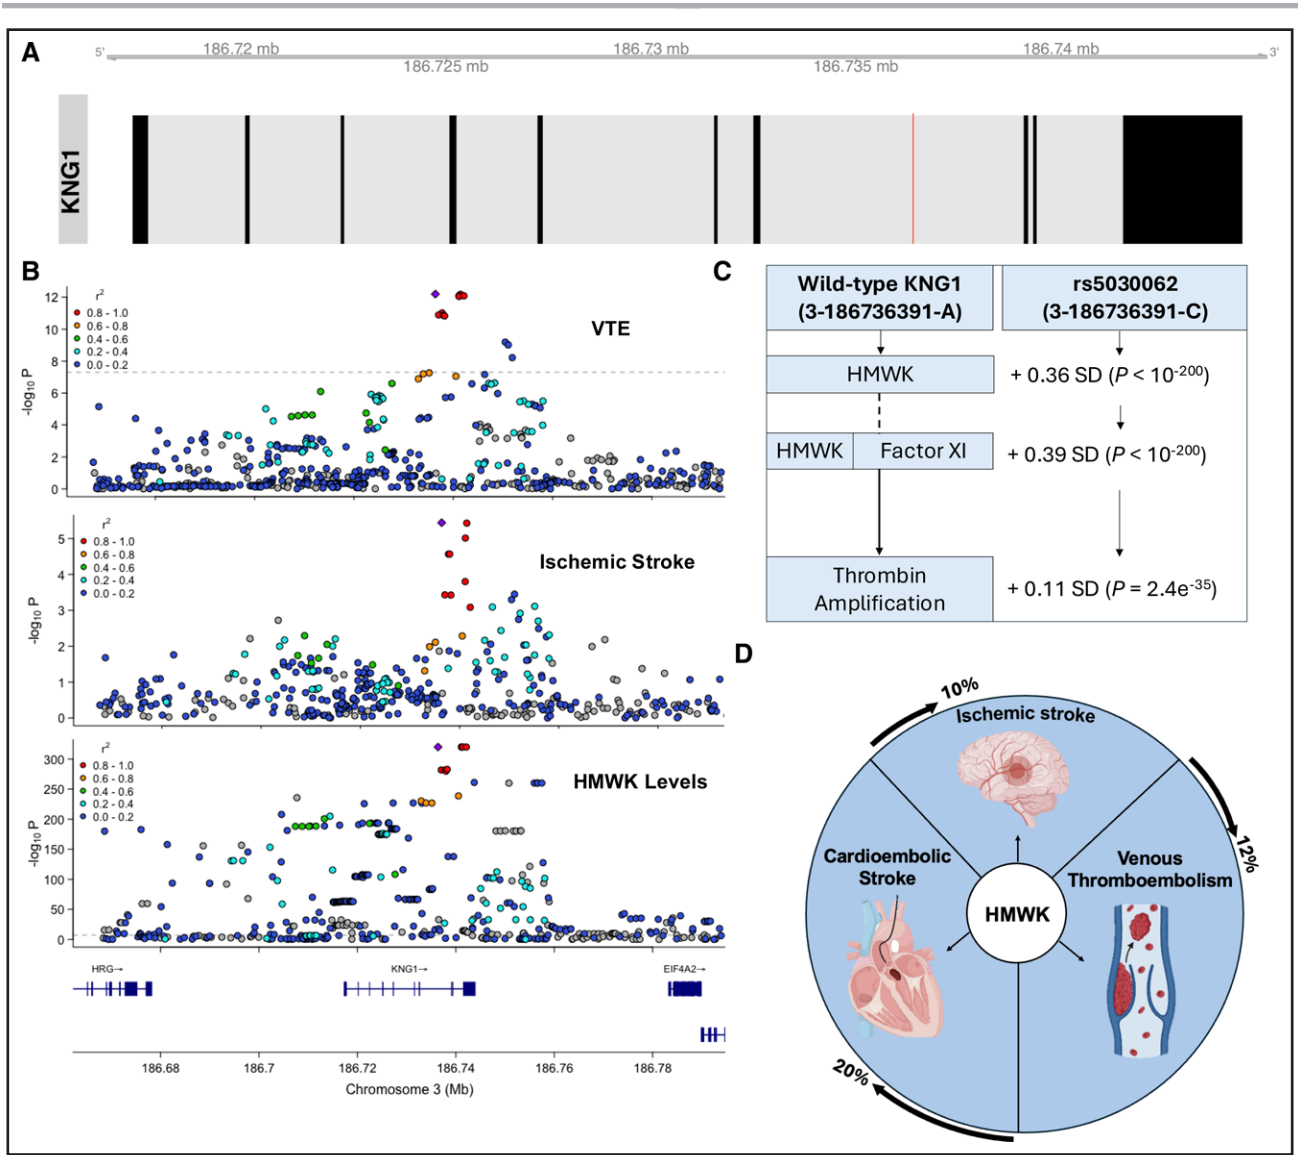 A
5'
186.72 mb
186.73 mb
186.74 mb
3'
186.725 mb
186.735 mb
KNG1
B
r²
0.8 - 1.0
0.6 - 0.8
0.4 - 0.6
0.2 - 0.4
0.0 - 0.2
VTE
-log₁₀ P
12
10
8
6
4
2
0
r²
0.8 - 1.0
0.6 - 0.8
0.4 - 0.6
0.2 - 0.4
0.0 - 0.2
Ischemic Stroke
-log₁₀ P
5
4
3
2
1
0
r²
0.8 - 1.0
0.6 - 0.8
0.4 - 0.6
0.2 - 0.4
0.0 - 0.2
HMWK Levels
-log₁₀ P
300
250
200
150
100
50
0
HRG→
KNG1→
EIF4A2→
186.68
186.7
186.72
186.74
186.76
186.78
Chromosome 3 (Mb)
C
Wild-type KNG1
(3-186736391-A)
rs5030062
(3-186736391-C)
HMWK
+ 0.36 SD (P < 10⁻²⁰⁰)
HMWK
Factor XI
+ 0.39 SD (P < 10⁻²⁰⁰)
Thrombin
Amplification
+ 0.11 SD (P = 2.4e⁻³⁵)
D
10%
Ischemic stroke
12%
Venous
Thromboembolism
Cardioembolic
Stroke
HMWK
20%